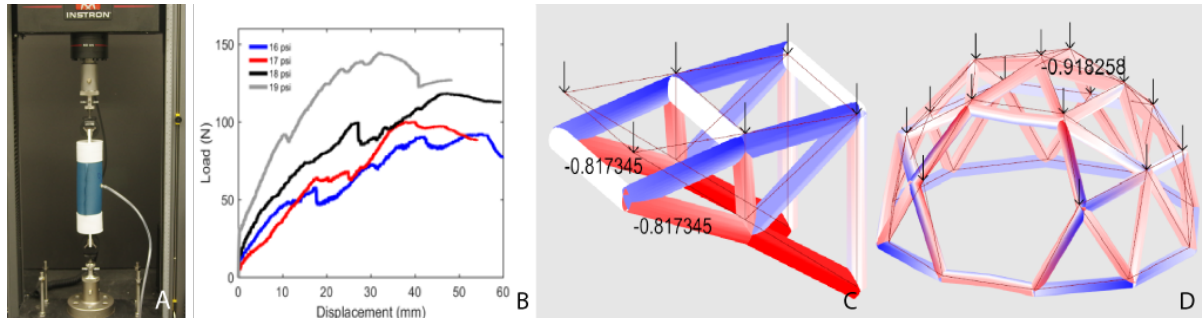 INSTRON
A
Load (N)
150
100
50
0
16 psi
17 psi
18 psi
19 psi
0
10
20
30
40
50
60
Displacement (mm)
B
-0.817345
-0.817345
C
-0.918258
D